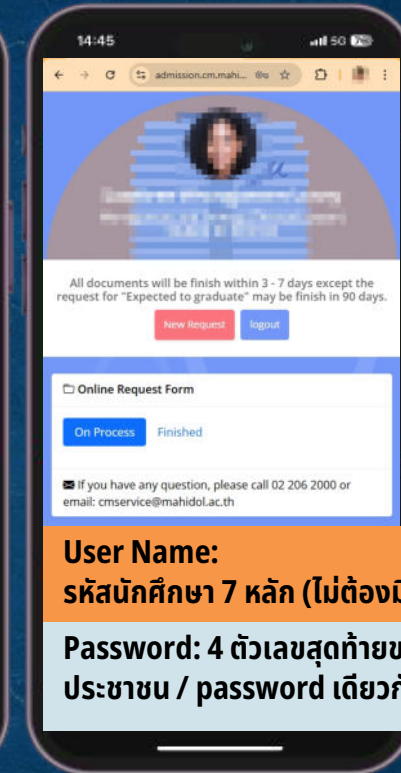 14:45
5G
admission.cm.mahi...
All documents will be finish within 3 - 7 days except the
request for "Expected to graduate" may be finish in 90 days.
New Request
logout
Online Request Form
On Process
Finished
If you have any question, please call 02 206 2000 or
email: cmservice@mahidol.ac.th
User Name:
รหัสนักศึกษา 7 หลัก (ไม่ต้องมี
Password: 4 ตัวเลขสุดท้าย
ประชาชน / password เดียว